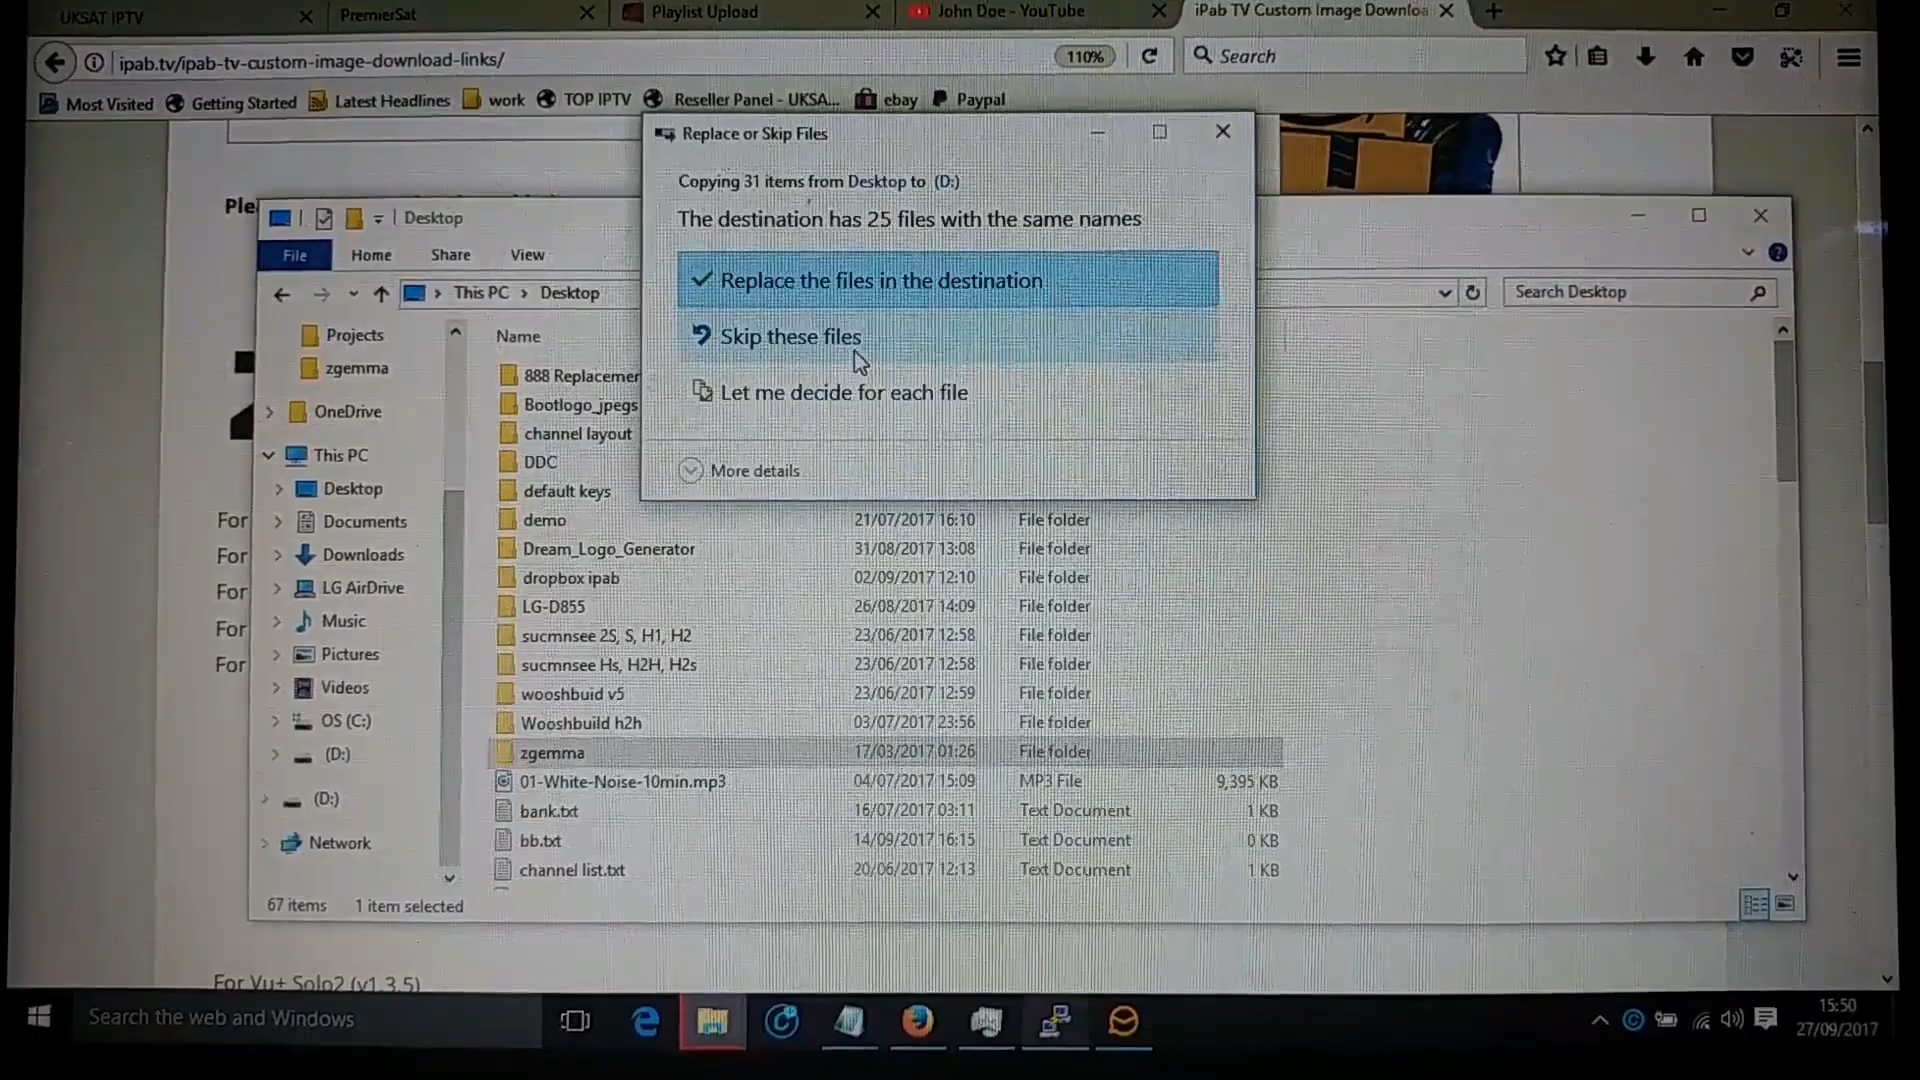 UKSAT IPTV
PremierSat
Playlist Upload
John Doe - YouTube
iPab TV Custom Image Downloa
ipab.tv/ipab-tv-custom-image-download-links/
110%
Search
Most Visited
Getting Started
Latest Headlines
work
TOP IPTV
Reseller Panel - UKSA...
ebay
Paypal
Replace or Skip Files
Copying 31 items from Desktop to (D:)
The destination has 25 files with the same names
Replace the files in the destination
Skip these files
Let me decide for each file
More details
Ple
Desktop
File
Home
Share
View
This PC
Desktop
Search Desktop
Projects
zgemma
OneDrive
This PC
Desktop
Documents
Downloads
LG AirDrive
Music
Pictures
Videos
OS (C:)
(D:)
(D:)
Network
Name
888 Replacemen
Bootlogo_jpegs
channel layout
DDC
default keys
demo 21/07/2017 16:10 File folder
Dream_Logo_Generator 31/08/2017 13:08 File folder
dropbox ipab 02/09/2017 12:10 File folder
LG-D855 26/08/2017 14:09 File folder
sucmnsee 2S, S, H1, H2 23/06/2017 12:58 File folder
sucmnsee Hs, H2H, H2s 23/06/2017 12:58 File folder
wooshbuid v5 23/06/2017 12:59 File folder
Wooshbuild h2h 03/07/2017 23:56 File folder
zgemma 17/03/2017 01:26 File folder
01-White-Noise-10min.mp3 04/07/2017 15:09 MP3 File 9,395 KB
bank.txt 16/07/2017 03:11 Text Document 1 KB
bb.txt 14/09/2017 16:15 Text Document 0 KB
channel list.txt 20/06/2017 12:13 Text Document 1 KB
67 items
1 item selected
For
For
For
For
For
For Vu+ Solo2 (v1.3.5)
Search the web and Windows
15:50
27/09/2017